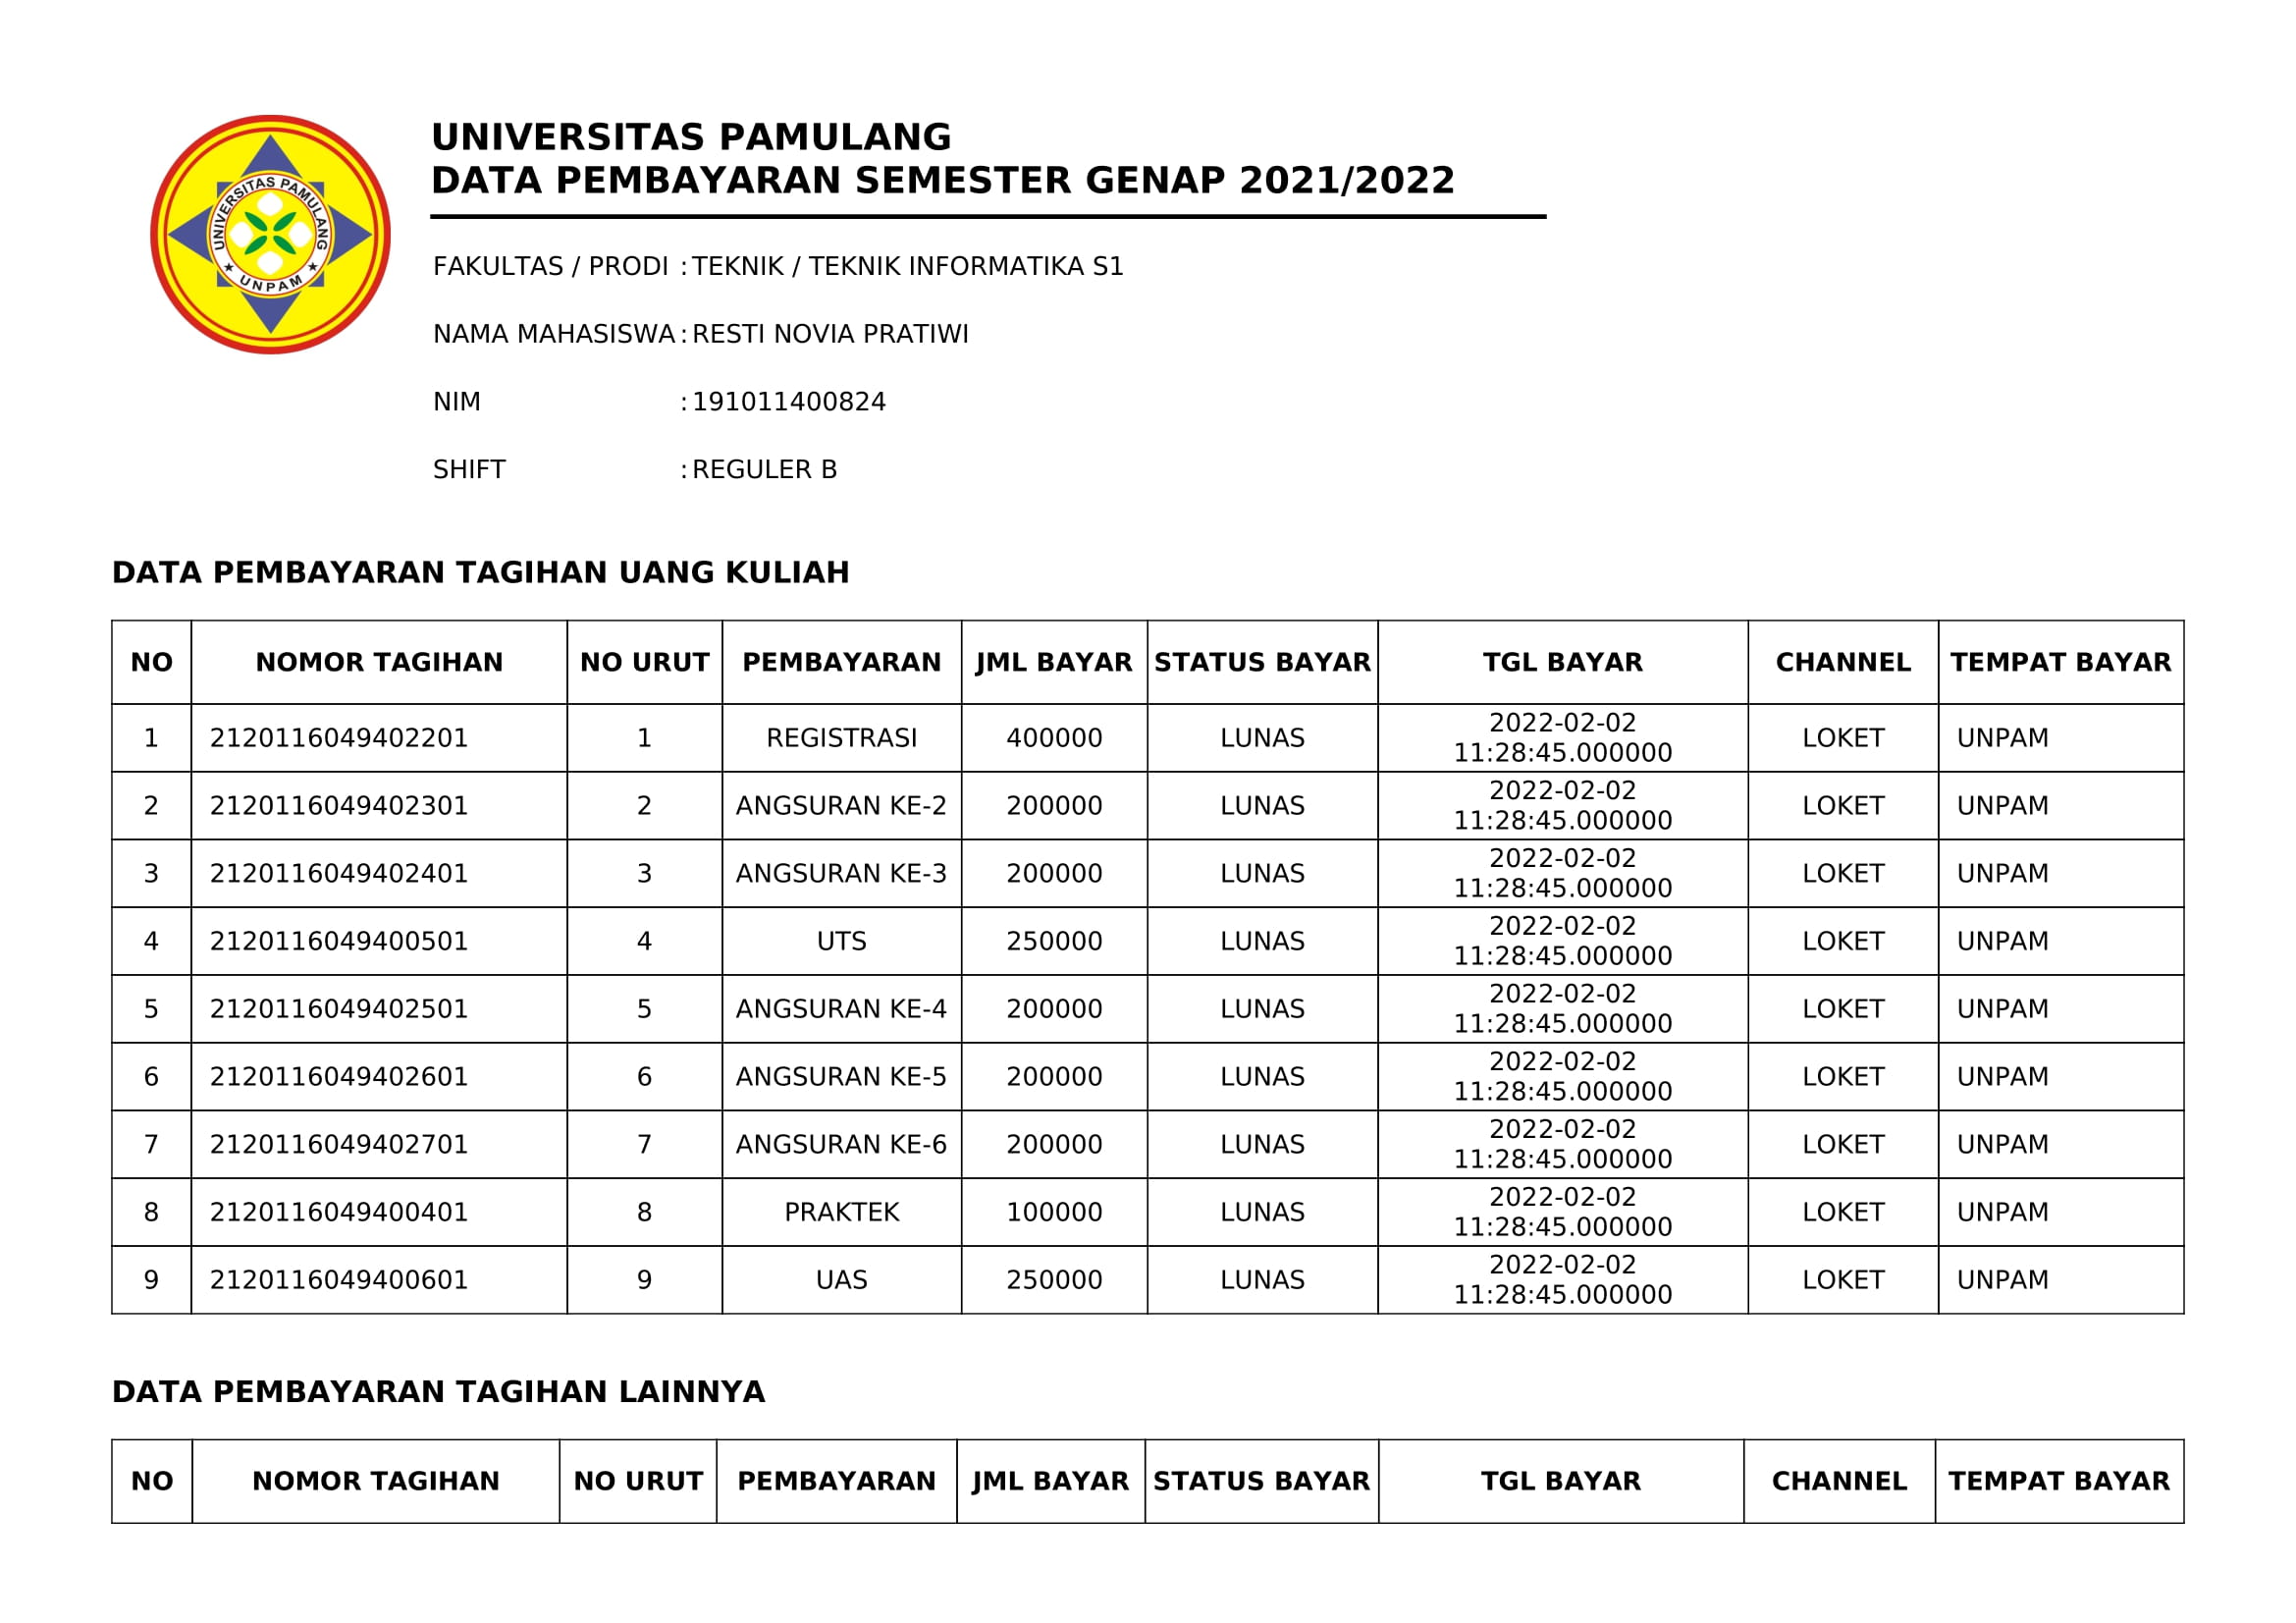 UNIVERSITAS PAMULANG
DATA PEMBAYARAN SEMESTER GENAP 2021/2022
UNIVERSITAS PAMULANG
★ UNPAM ★
FAKULTAS / PRODI : TEKNIK / TEKNIK INFORMATIKA S1
NAMA MAHASISWA : RESTI NOVIA PRATIWI
NIM : 191011400824
SHIFT : REGULER B
DATA PEMBAYARAN TAGIHAN UANG KULIAH
NO NOMOR TAGIHAN NO URUT PEMBAYARAN JML BAYAR STATUS BAYAR TGL BAYAR CHANNEL TEMPAT BAYAR
1 2120116049402201 1 REGISTRASI 400000 LUNAS 2022-02-02 11:28:45.000000 LOKET UNPAM
2 2120116049402301 2 ANGSURAN KE-2 200000 LUNAS 2022-02-02 11:28:45.000000 LOKET UNPAM
3 2120116049402401 3 ANGSURAN KE-3 200000 LUNAS 2022-02-02 11:28:45.000000 LOKET UNPAM
4 2120116049400501 4 UTS 250000 LUNAS 2022-02-02 11:28:45.000000 LOKET UNPAM
5 2120116049402501 5 ANGSURAN KE-4 200000 LUNAS 2022-02-02 11:28:45.000000 LOKET UNPAM
6 2120116049402601 6 ANGSURAN KE-5 200000 LUNAS 2022-02-02 11:28:45.000000 LOKET UNPAM
7 2120116049402701 7 ANGSURAN KE-6 200000 LUNAS 2022-02-02 11:28:45.000000 LOKET UNPAM
8 2120116049400401 8 PRAKTEK 100000 LUNAS 2022-02-02 11:28:45.000000 LOKET UNPAM
9 2120116049400601 9 UAS 250000 LUNAS 2022-02-02 11:28:45.000000 LOKET UNPAM
DATA PEMBAYARAN TAGIHAN LAINNYA
NO NOMOR TAGIHAN NO URUT PEMBAYARAN JML BAYAR STATUS BAYAR TGL BAYAR CHANNEL TEMPAT BAYAR